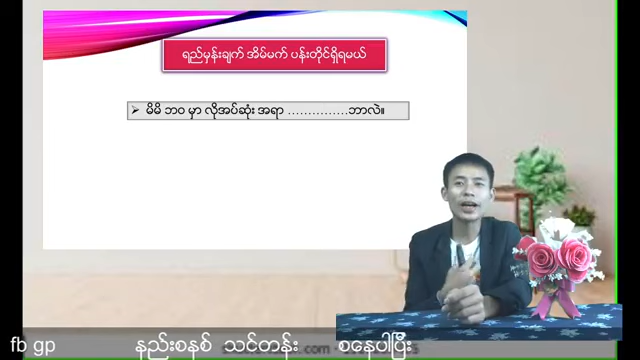 ရည်မှန်းချက် အိမ်မက် ပန်းတိုင်ရှိရမယ်
➢ မိမိ ဘဝ မှာ လိုအပ်ဆုံး အရာ ……………ဘာလဲ။
fb gp နည်းစနစ် သင်တန်း စနေပါပြီး